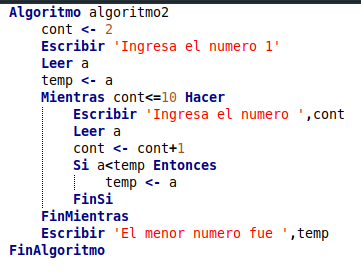 Algoritmo algoritmo2
cont <- 2
Escribir 'Ingresa el numero 1'
Leer a
temp <- a
Mientras cont<=10 Hacer
Escribir 'Ingresa el numero ',cont
Leer a
cont <- cont+1
Si a<temp Entonces
temp <- a
FinSi
FinMientras
Escribir 'El menor numero fue ',temp
FinAlgoritmo